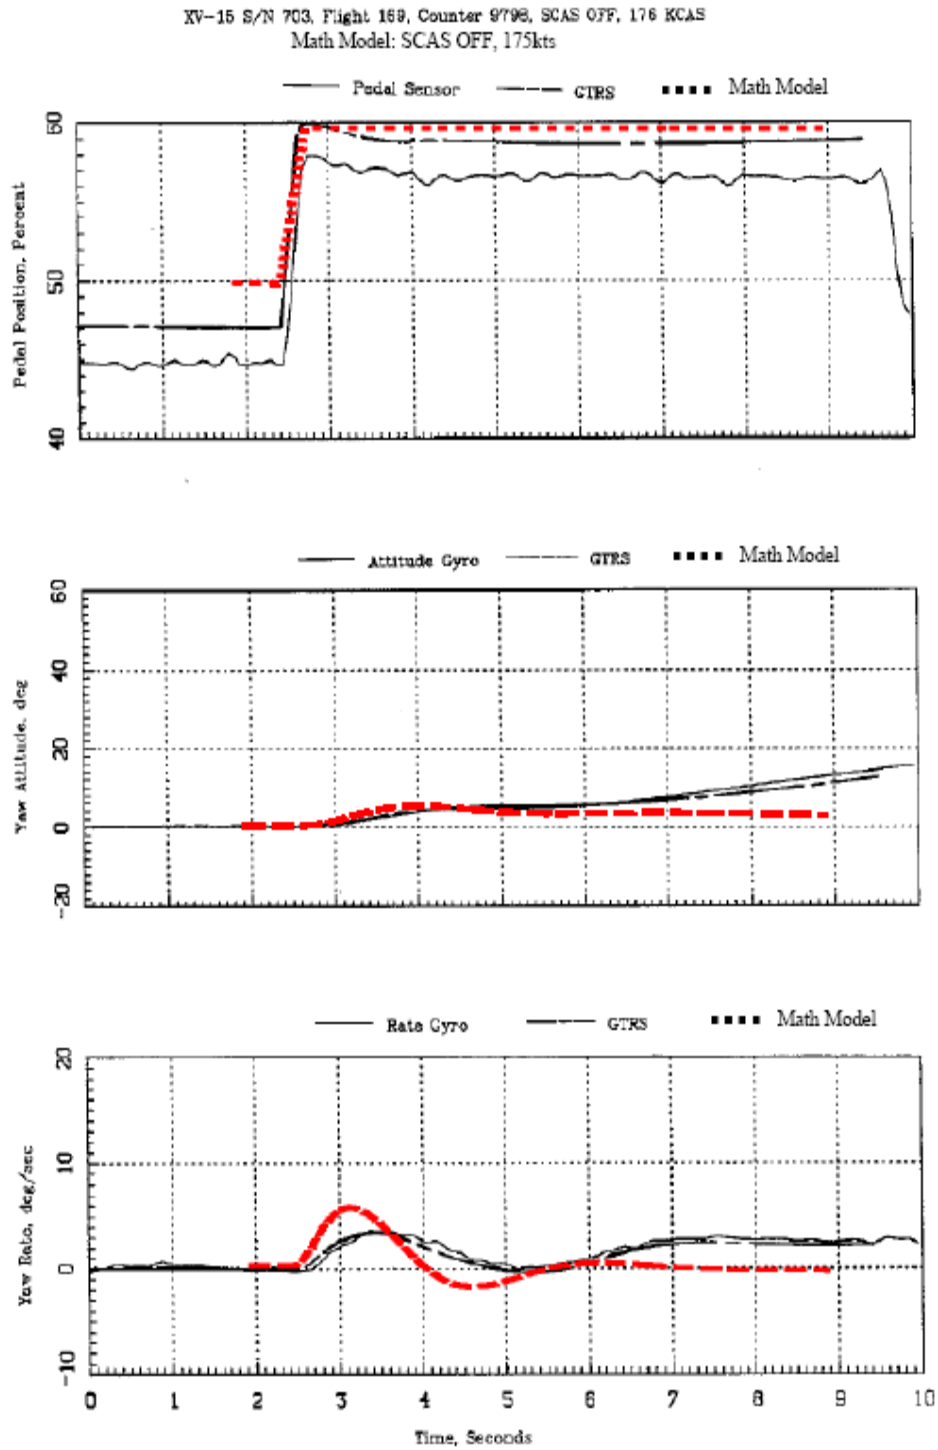 XV-15 S/N 703, Flight 169, Counter 9798, SCAS OFF, 176 KCAS
Math Model: SCAS OFF, 175kts
Pedal Sensor GTRS Math Model
Pedal Position, Percent
60
50
40
Attitude Gyro GTRS Math Model
Yaw Attitude, deg
60
40
20
0
-20
Rate Gyro GTRS Math Model
Yaw Rate, deg/sec
20
10
0
-10
0 1 2 3 4 5 6 7 8 9 10
Time, Seconds